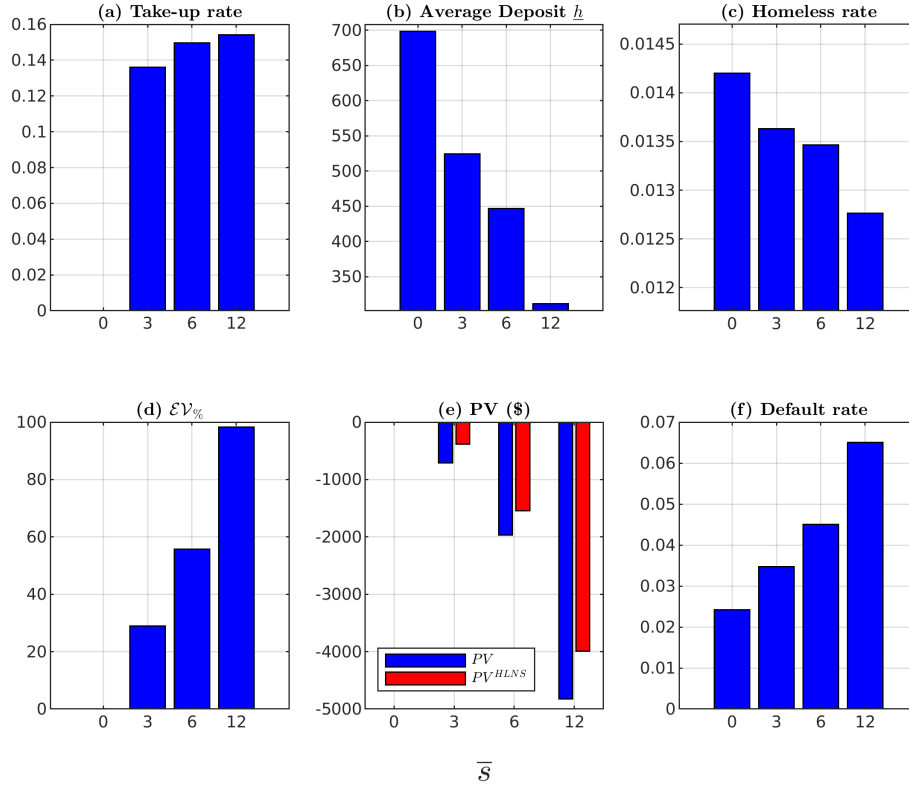 (a) Take-up rate
0.16
0.14
0.12
0.1
0.08
0.06
0.04
0.02
0
0 3 6 12
(b) Average Deposit h
700
650
600
550
500
450
400
350
0 3 6 12
(c) Homeless rate
0.0145
0.014
0.0135
0.013
0.0125
0.012
0 3 6 12
(d) ℰ𝒱%
100
80
60
40
20
0
0 3 6 12
(e) PV ($)
0
-1000
-2000
-3000
-4000
-5000
PV
PV^HLNS
0 3 6 12
(f) Default rate
0.07
0.06
0.05
0.04
0.03
0.02
0.01
0
0 3 6 12
s̅